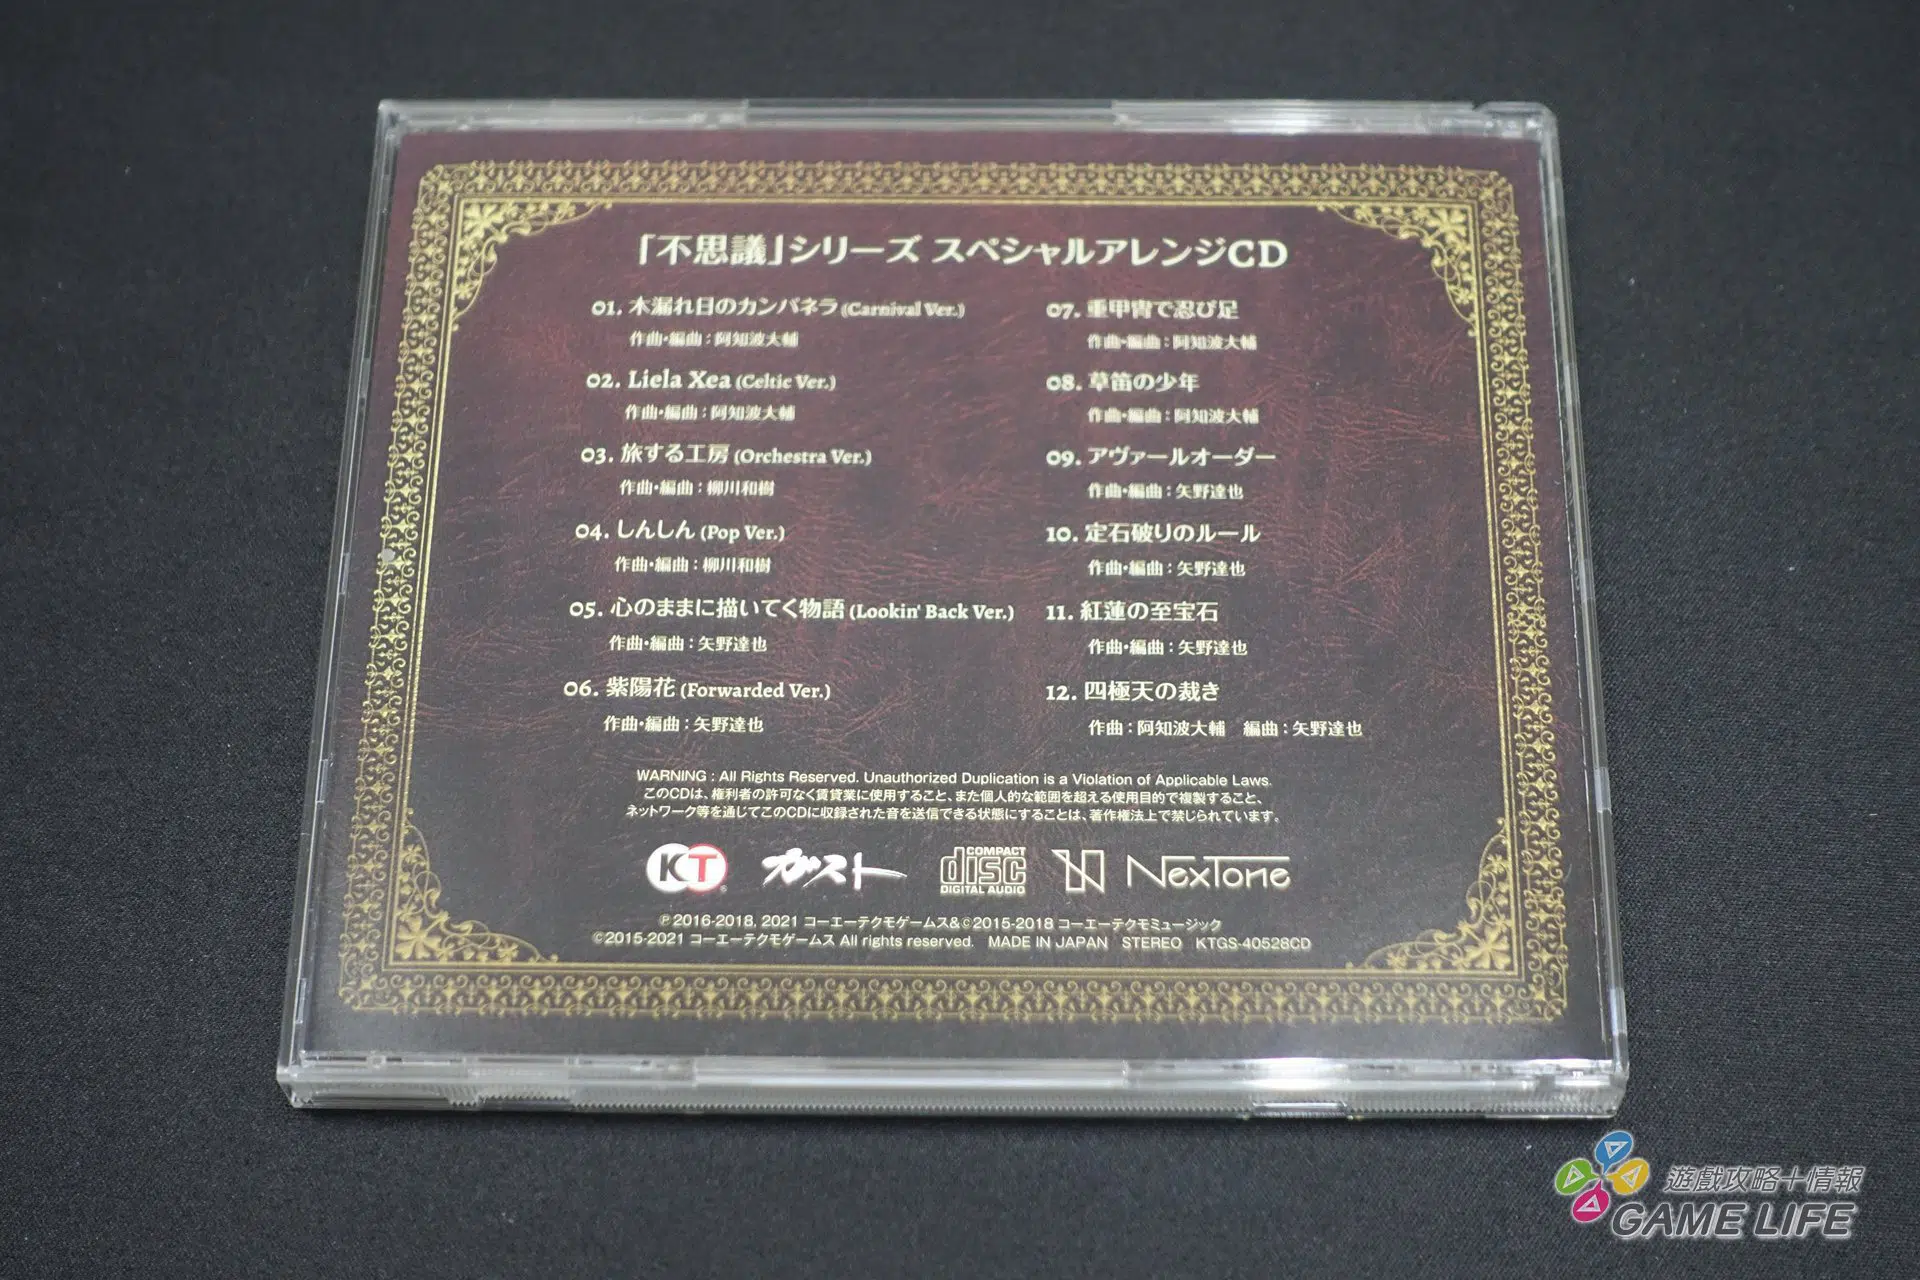 「不思議」シリーズ スペシャルアレンジCD
01. 木漏れ日のカンパネラ (Carnival Ver.)
作曲・編曲：阿知波大輔
02. Liela Xea (Celtic Ver.)
作曲・編曲：阿知波大輔
03. 旅する工房 (Orchestra Ver.)
作曲・編曲：柳川和樹
04. しんしん (Pop Ver.)
作曲・編曲：柳川和樹
05. 心のままに描いてく物語 (Lookin' Back Ver.)
作曲・編曲：矢野達也
06. 紫陽花 (Forwarded Ver.)
作曲・編曲：矢野達也
07. 重甲冑で忍び足
作曲・編曲：阿知波大輔
08. 草笛の少年
作曲・編曲：阿知波大輔
09. アヴァールオーダー
作曲・編曲：矢野達也
10. 定石破りのルール
作曲・編曲：矢野達也
11. 紅蓮の至宝石
作曲・編曲：矢野達也
12. 四極天の裁き
作曲：阿知波大輔　編曲：矢野達也
WARNING : All Rights Reserved. Unauthorized Duplication is a Violation of Applicable Laws.
このCDは、権利者の許可なく賃貸業に使用すること、また個人的な範囲を超える使用目的で複製すること、
ネットワーク等を通じてこのCDに収録された音を送信できる状態にすることは、著作権法上で禁じられています。
KT® ガスト COMPACT disc DIGITAL AUDIO NexTone
℗2016-2018, 2021 コーエーテクモゲームス&©2015-2018 コーエーテクモミュージック
©2015-2021 コーエーテクモゲームス All rights reserved. MADE IN JAPAN STEREO KTGS-40528CD
遊戲攻略＋情報
GAME LIFE